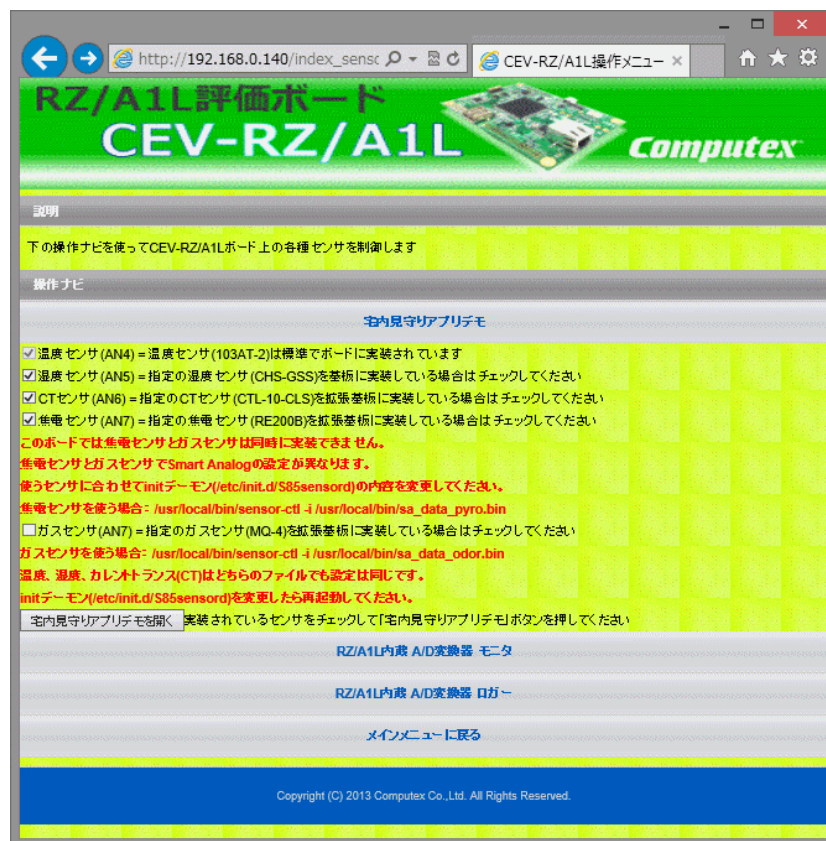 http://192.168.0.140/index_sensc
CEV-RZ/A1L操作メニュー
RZ/A1L評価ボード
CEV-RZ/A1L
Computex
説明
下の操作ナビを使ってCEV-RZ/A1Lボード上の各種センサを制御します
操作ナビ
宅内見守りアプリデモ
温度センサ(AN4)=温度センサ(103AT-2)は標準でボードに実装されています
湿度センサ(AN5)=指定の湿度センサ(CHS-GSS)を基板に実装している場合はチェックしてください
CTセンサ(AN6)=指定のCTセンサ(CTL-10-CLS)を拡張基板に実装している場合はチェックしてください
焦電センサ(AN7)=指定の焦電センサ(RE200B)を拡張基板に実装している場合はチェックしてください
このボードでは焦電センサとガスセンサは同時に実装できません。
焦電センサとガスセンサでSmart Analogの設定が異なります。
使うセンサに合わせてinitデーモン(/etc/init.d/S85sensord)の内容を変更してください。
焦電センサを使う場合: /usr/local/bin/sensor-ctl -i /usr/local/bin/sa_data_pyro.bin
ガスセンサ(AN7)=指定のガスセンサ(MQ-4)を拡張基板に実装している場合はチェックしてください
ガスセンサを使う場合: /usr/local/bin/sensor-ctl -i /usr/local/bin/sa_data_odor.bin
温度、湿度、カレントトランス(CT)はどちらのファイルでも設定は同じです。
initデーモン(/etc/init.d/S85sensord)を変更したら再起動してください。
宅内見守りアプリデモを開く 実装されているセンサをチェックして「宅内見守りアプリデモ」ボタンを押してください
RZ/A1L内蔵 A/D変換器 モニタ
RZ/A1L内蔵 A/D変換器 ロガー
メインメニューに戻る
Copyright (C) 2013 Computex Co.,Ltd. All Rights Reserved.